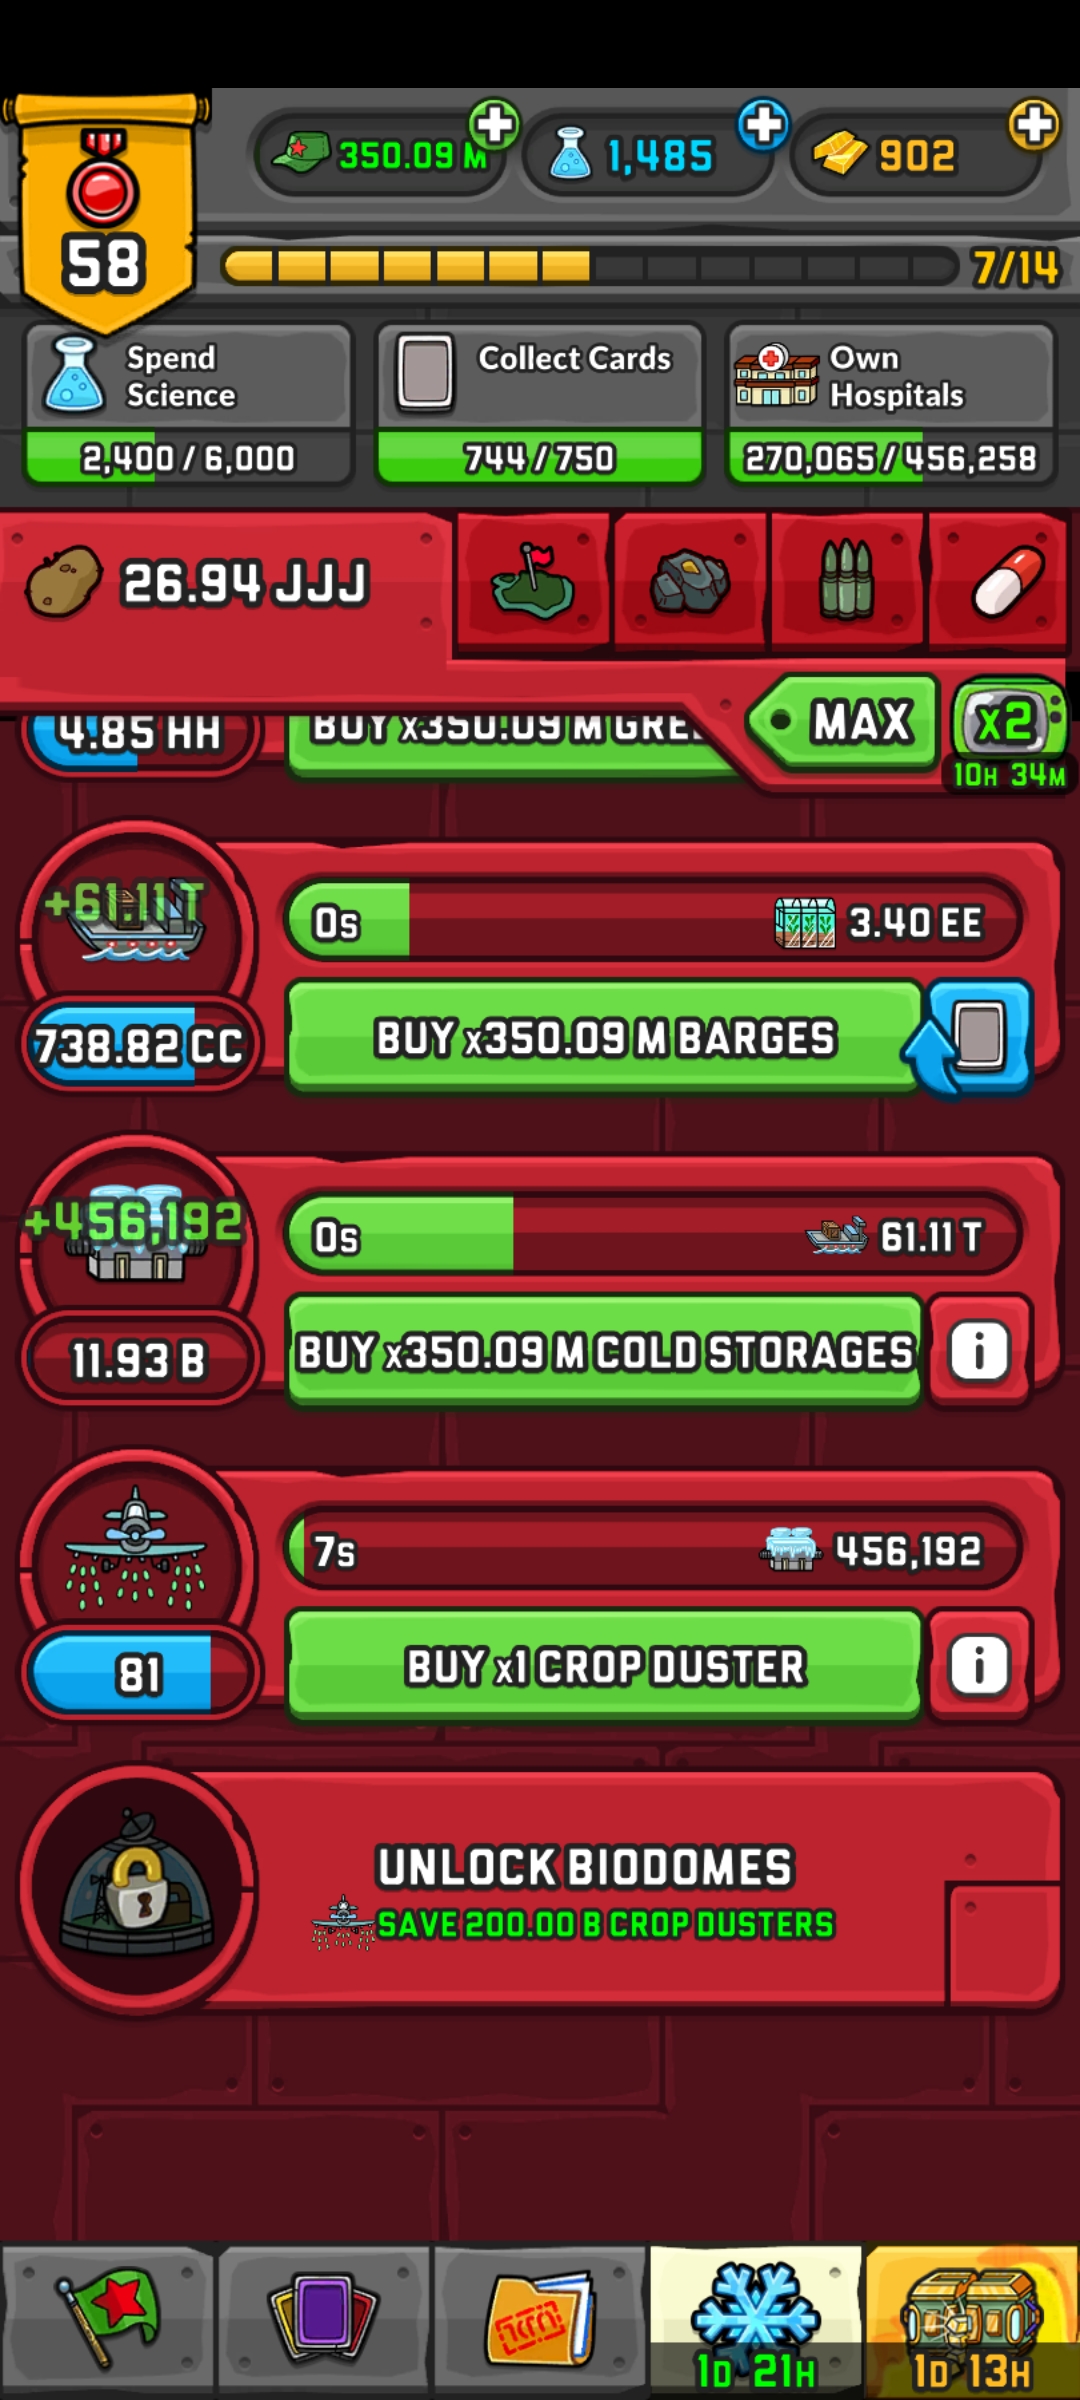 58
350.09 M
1,485
902
7/14
Spend
Science
2,400 / 6,000
Collect Cards
744 / 750
Own
Hospitals
270,065 / 456,258
26.94 JJJ
MAX
x2
10H 34M
4.85 HH
BUY x350.09 M
+61.11 T
0s
3.40 EE
738.82 CC
BUY x350.09 M BARGES
+456,192
0s
61.11 T
11.93 B
BUY x350.09 M COLD STORAGES
i
7s
456,192
81
BUY x1 CROP DUSTER
i
UNLOCK BIODOMES
SAVE 200.00 B CROP DUSTERS
1D 21H
1D 13H